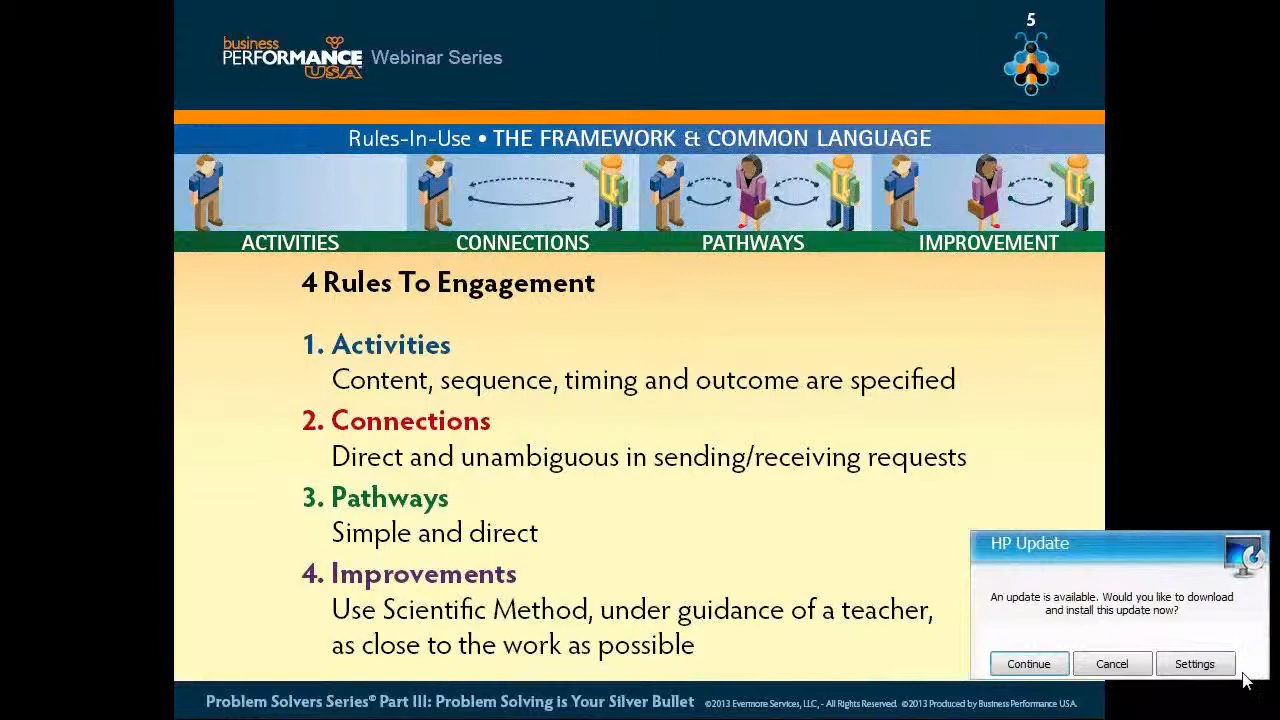 5
business
PERFORMANCE
USA
Webinar Series
Rules-In-Use • THE FRAMEWORK & COMMON LANGUAGE
ACTIVITIES CONNECTIONS PATHWAYS IMPROVEMENT
4 Rules To Engagement
1. Activities
Content, sequence, timing and outcome are specified
2. Connections
Direct and unambiguous in sending/receiving requests
3. Pathways
Simple and direct
4. Improvements
Use Scientific Method, under guidance of a teacher,
as close to the work as possible
HP Update
An update is available. Would you like to download
and install this update now?
Continue Cancel Settings
Problem Solvers Series© Part III: Problem Solving is Your Silver Bullet ©2013 Evermore Services, LLC, - All Rights Reserved. ©2013 Produced by Business Performance USA.